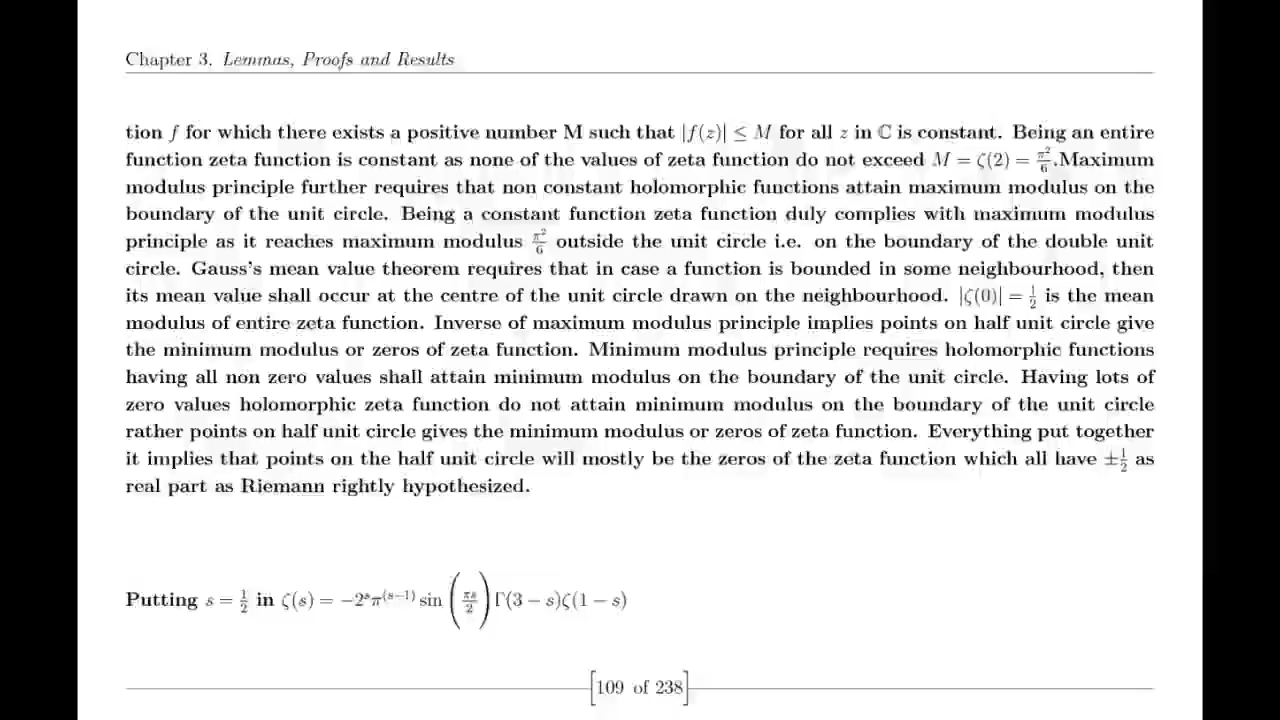 Chapter 3. Lemmas, Proofs and Results
tion f for which there exists a positive number M such that |f(z)| ≤ M for all z in ℂ is constant. Being an entire
function zeta function is constant as none of the values of zeta function do not exceed M = ζ(2) = π²/6.Maximum
modulus principle further requires that non constant holomorphic functions attain maximum modulus on the
boundary of the unit circle. Being a constant function zeta function duly complies with maximum modulus
principle as it reaches maximum modulus π²/6 outside the unit circle i.e. on the boundary of the double unit
circle. Gauss's mean value theorem requires that in case a function is bounded in some neighbourhood, then
its mean value shall occur at the centre of the unit circle drawn on the neighbourhood. |ζ(0)| = 1/2 is the mean
modulus of entire zeta function. Inverse of maximum modulus principle implies points on half unit circle give
the minimum modulus or zeros of zeta function. Minimum modulus principle requires holomorphic functions
having all non zero values shall attain minimum modulus on the boundary of the unit circle. Having lots of
zero values holomorphic zeta function do not attain minimum modulus on the boundary of the unit circle
rather points on half unit circle gives the minimum modulus or zeros of zeta function. Everything put together
it implies that points on the half unit circle will mostly be the zeros of the zeta function which all have ±1/2 as
real part as Riemann rightly hypothesized.
Putting s = 1/2 in ζ(s) = −2^s π^(s−1) sin(πs/2) Γ(3 − s)ζ(1 − s)
[109 of 238]